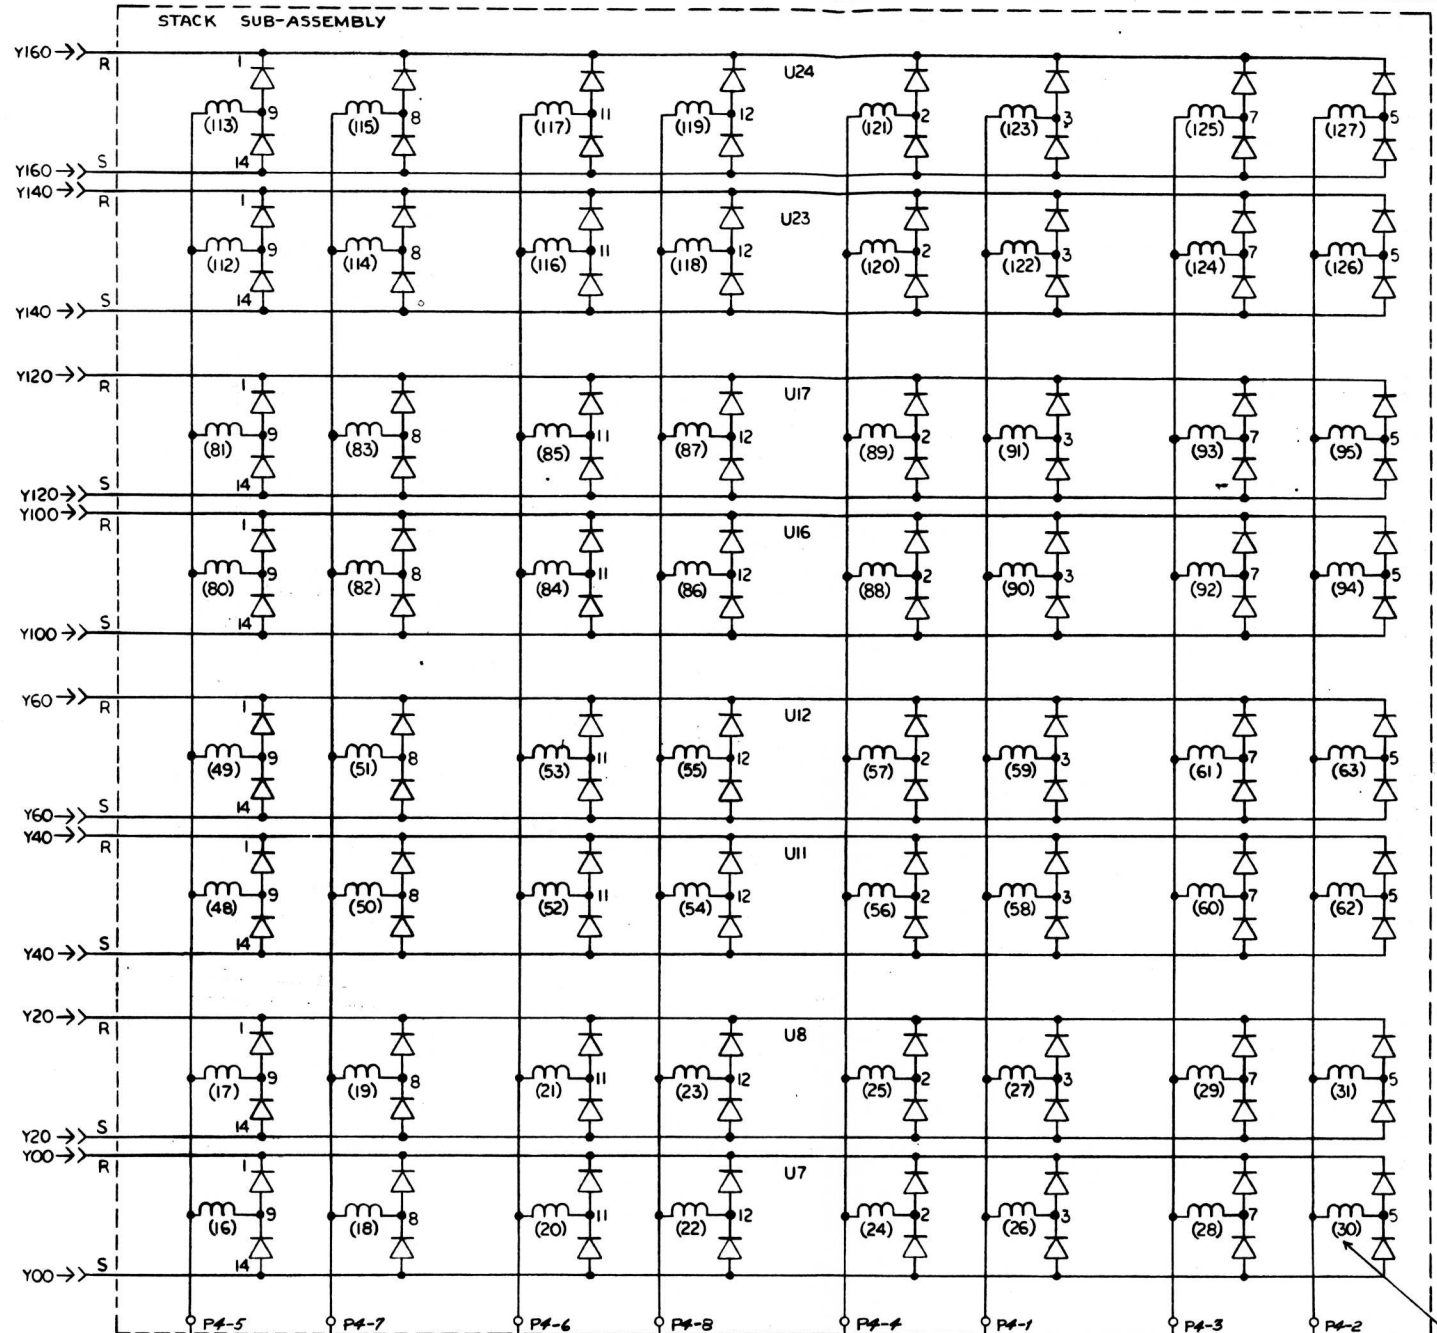 STACK SUB-ASSEMBLY
Y160
R 1 U24
9 8 11 12 2 3 7 5
(113) (115) (117) (119) (121) (123) (125) (127)
Y160 S 14
Y140
R 1 U23
9 8 11 12 2 3 7 5
(112) (114) (116) (118) (120) (122) (124) (126)
Y140 S 14
Y120
R 1 U17
9 8 11 12 2 3 7 5
(81) (83) (85) (87) (89) (91) (93) (95)
Y120 S 14
Y100
R 1 U16
9 8 11 12 2 3 7 5
(80) (82) (84) (86) (88) (90) (92) (94)
Y100 S 14
Y60
R 1 U12
9 8 11 12 2 3 7 5
(49) (51) (53) (55) (57) (59) (61) (63)
Y60 S 14
Y40
R 1 U11
9 8 11 12 2 3 7 5
(48) (50) (52) (54) (56) (58) (60) (62)
Y40 S 14
Y20
R 1 U8
9 8 11 12 2 3 7 5
(17) (19) (21) (23) (25) (27) (29) (31)
Y20 S 14
Y00
R 1 U7
9 8 11 12 2 3 7 5
(16) (18) (20) (22) (24) (26) (28) (30)
Y00 S 14
P4-5 P4-7 P4-6 P4-8 P4-4 P4-1 P4-3 P4-2